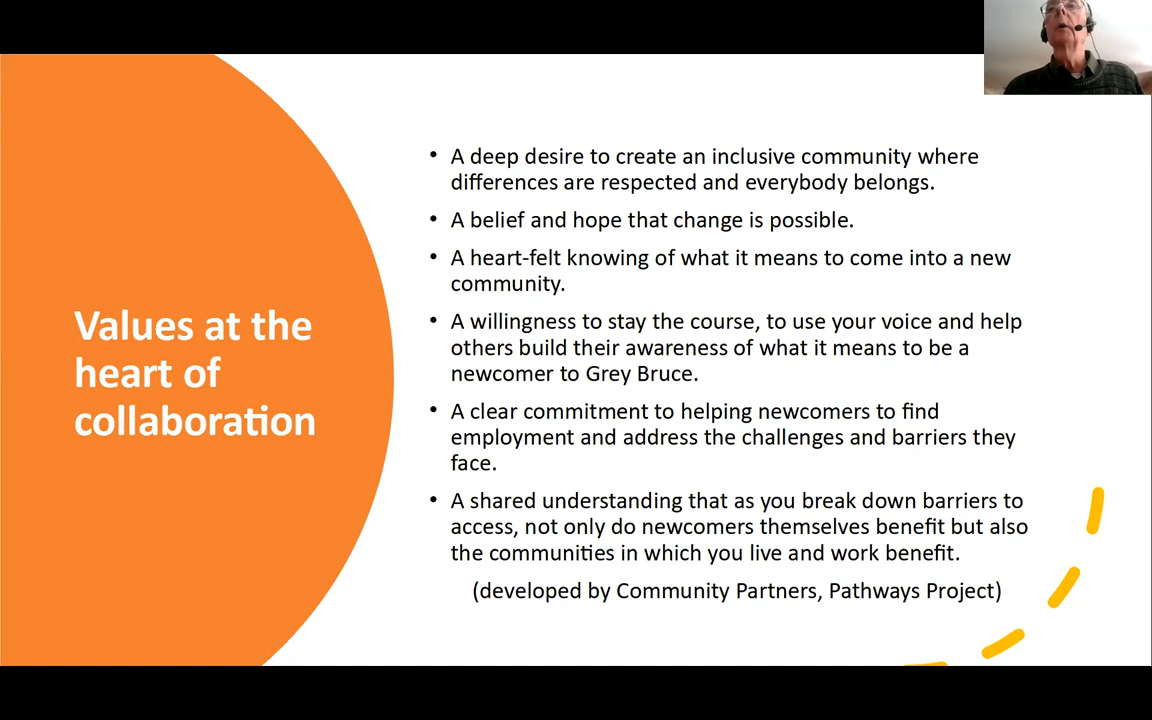 Values at the
heart of
collaboration
• A deep desire to create an inclusive community where
differences are respected and everybody belongs.
• A belief and hope that change is possible.
• A heart-felt knowing of what it means to come into a new
community.
• A willingness to stay the course, to use your voice and help
others build their awareness of what it means to be a
newcomer to Grey Bruce.
• A clear commitment to helping newcomers to find
employment and address the challenges and barriers they
face.
• A shared understanding that as you break down barriers to
access, not only do newcomers themselves benefit but also
the communities in which you live and work benefit.
(developed by Community Partners, Pathways Project)